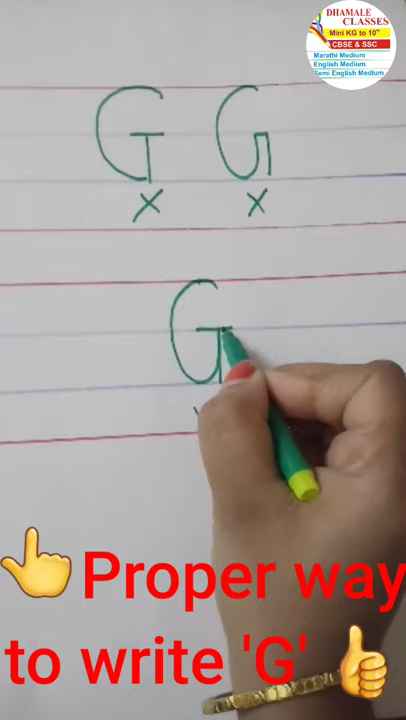 DHAMALE
CLASSES
Mini KG to 10th
CBSE & SSC
Marathi Medium
English Medium
Semi English Medium
G G
x x
G
Proper way
to write 'G'